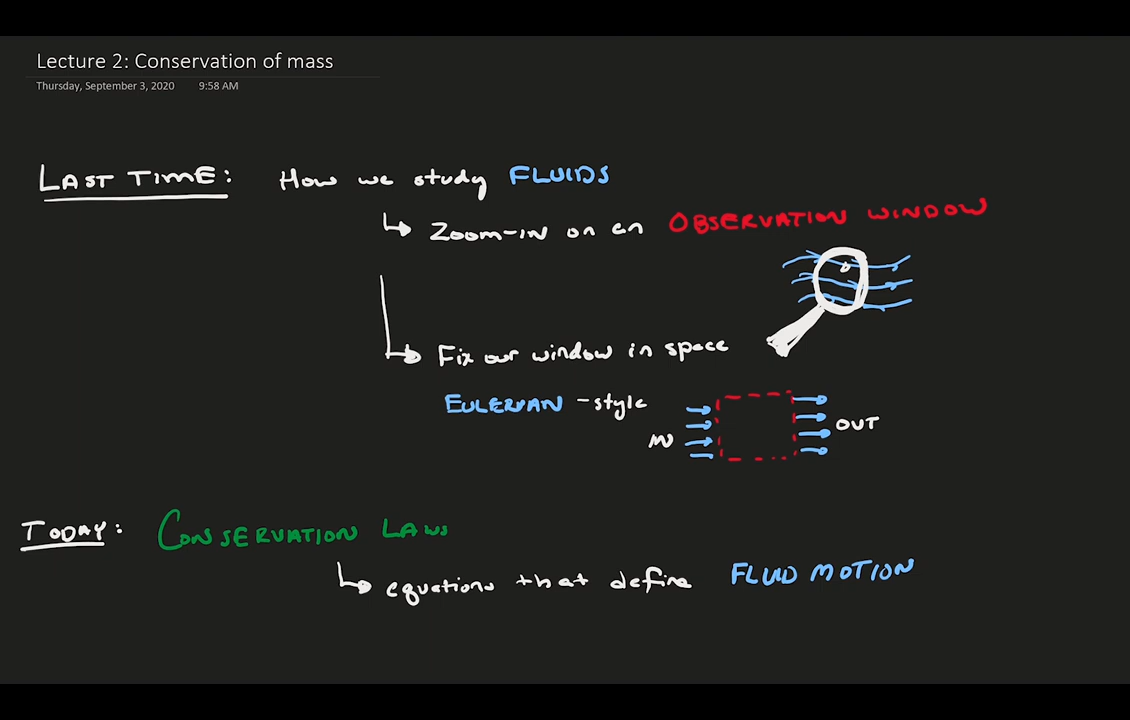 Lecture 2: Conservation of mass
Thursday, September 3, 2020 9:58 AM
LAST TIME: How we study FLUIDS
↳ Zoom-in on an OBSERVATION WINDOW
↳ Fix our window in space
EULERIAN - style
IN
OUT
TODAY: CONSERVATION LAWS
↳ equations that define FLUID MOTION